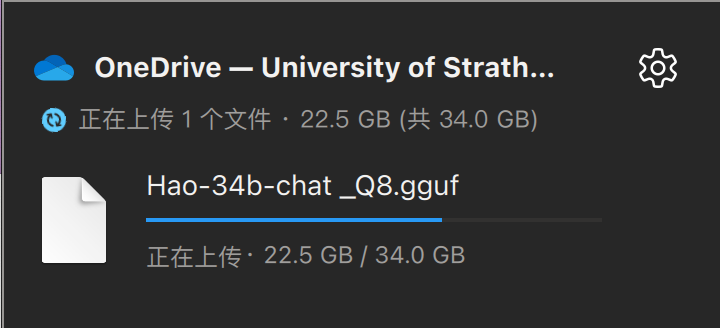 OneDrive — University of Strath...
正在上传 1 个文件 · 22.5 GB (共 34.0 GB)
Hao-34b-chat _Q8.gguf
正在上传 · 22.5 GB / 34.0 GB